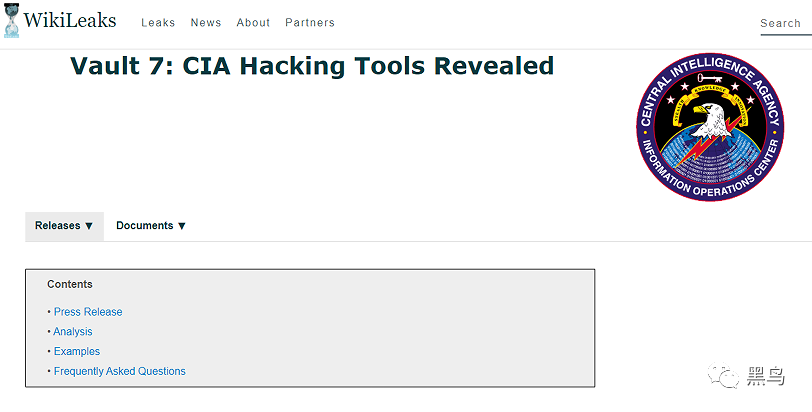 WikiLeaks
Leaks News About Partners
Search
Vault 7: CIA Hacking Tools Revealed
CENTRAL INTELLIGENCE AGENCY
INFORMATION OPERATIONS CENTER
Releases ▼ Documents ▼
Contents
• Press Release
• Analysis
• Examples
• Frequently Asked Questions
黑鸟